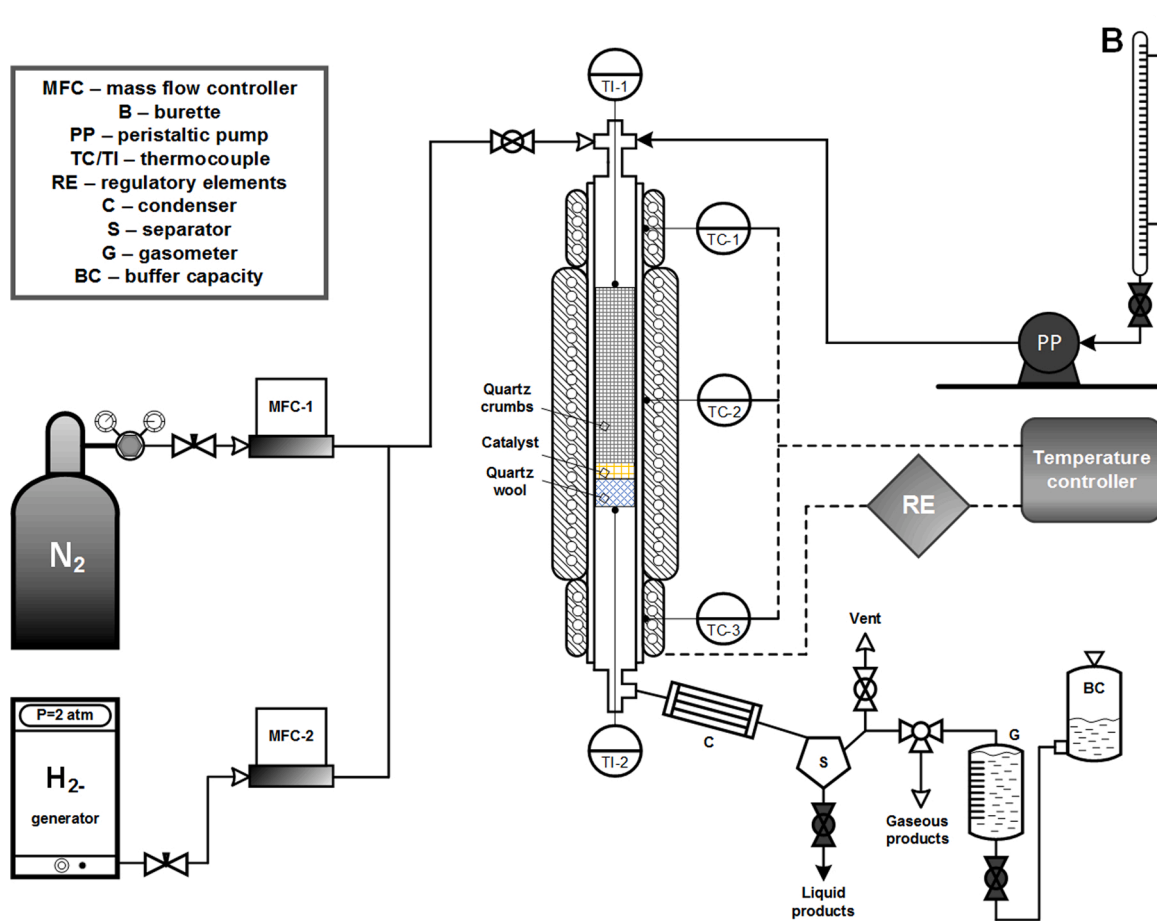 MFC – mass flow controller
B – burette
PP – peristaltic pump
TC/TI – thermocouple
RE – regulatory elements
C – condenser
S – separator
G – gasometer
BC – buffer capacity
TI-1
B
TC-1
PP
MFC-1
Quartz
crumbs
TC-2
Catalyst
Quartz
wool
Temperature
controller
RE
N2
TC-3
Vent
P=2 atm
MFC-2
BC
H2-
generator
C
TI-2
S
G
Gaseous
products
Liquid
products